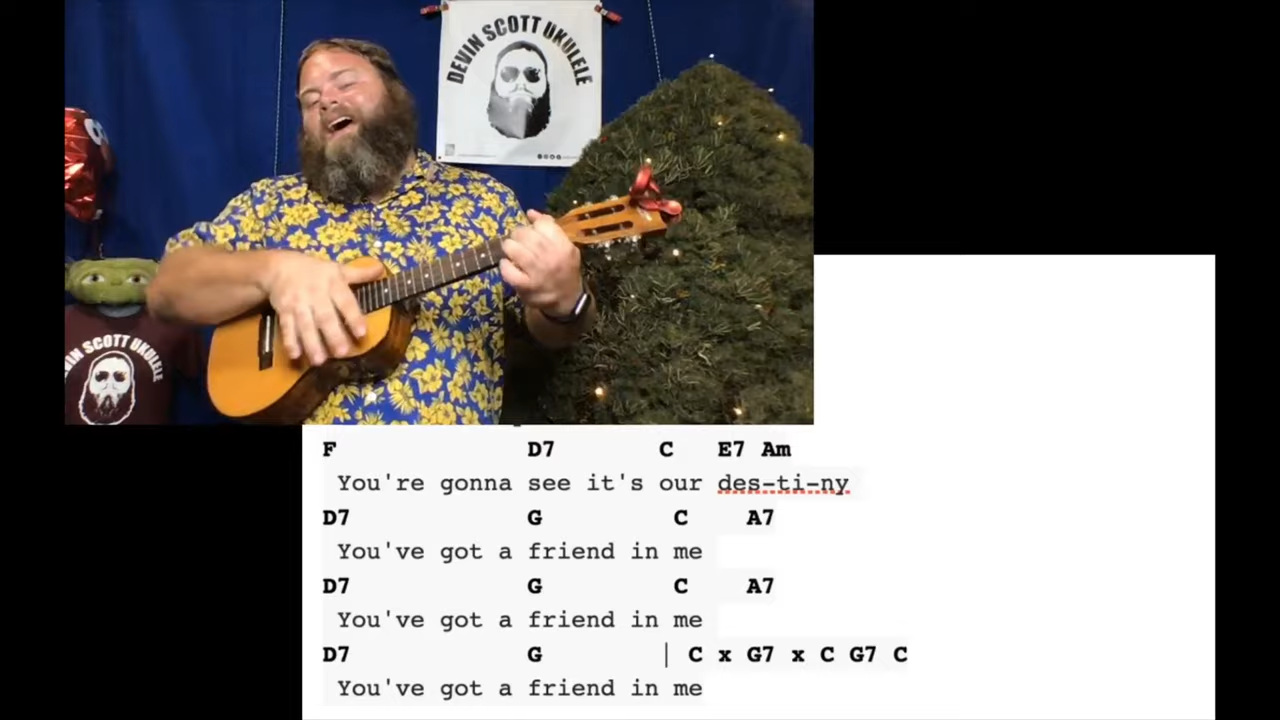 DEVIN SCOTT UKULELE
IN SCOTT UKULELE
F D7 C E7 Am
You're gonna see it's our des-ti-ny
D7 G C A7
You've got a friend in me
D7 G C A7
You've got a friend in me
D7 G | C x G7 x C G7 C
You've got a friend in me